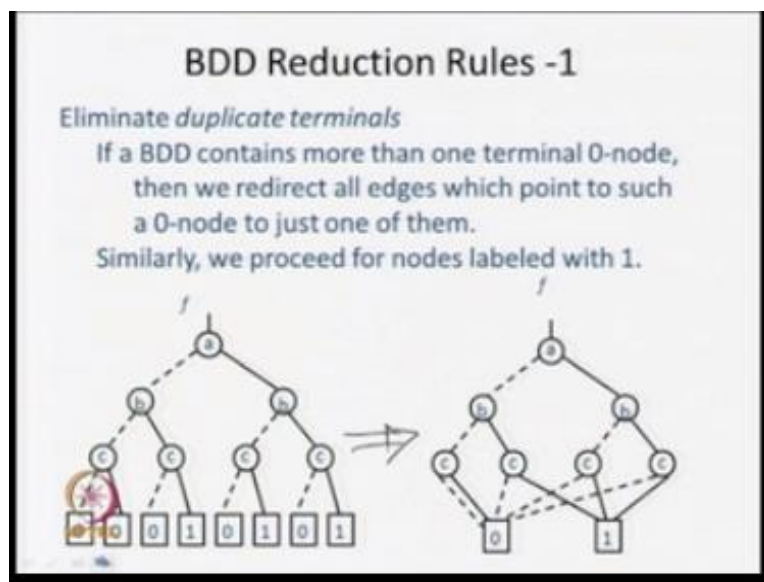 BDD Reduction Rules -1
Eliminate duplicate terminals
If a BDD contains more than one terminal 0-node,
then we redirect all edges which point to such
a 0-node to just one of them.
Similarly, we proceed for nodes labeled with 1.
f f
a a
b b b b
c c c c c c c c
0 0 1 0 1 0 1 0 1